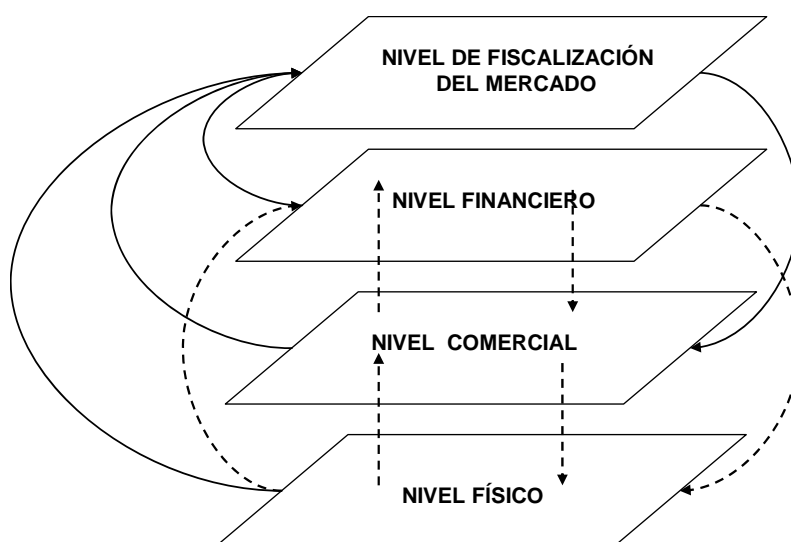 NIVEL DE FISCALIZACIÓN
DEL MERCADO
NIVEL FINANCIERO
NIVEL COMERCIAL
NIVEL FÍSICO